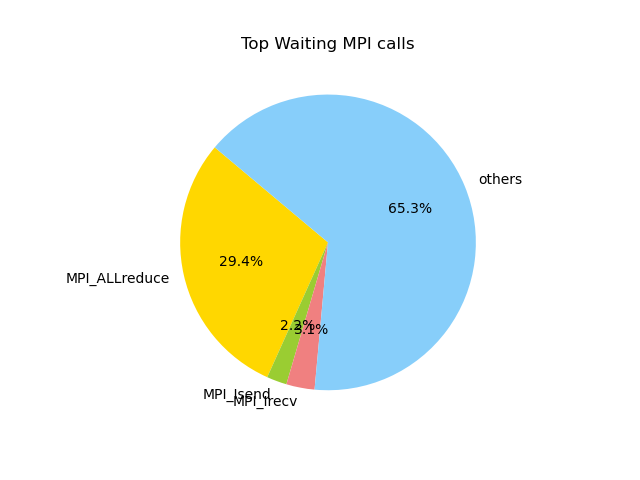 Top Waiting MPI calls
others
65.3%
29.4%
MPI_ALLreduce
2.2%
3.1%
MPI_Isend
MPI_Irecv